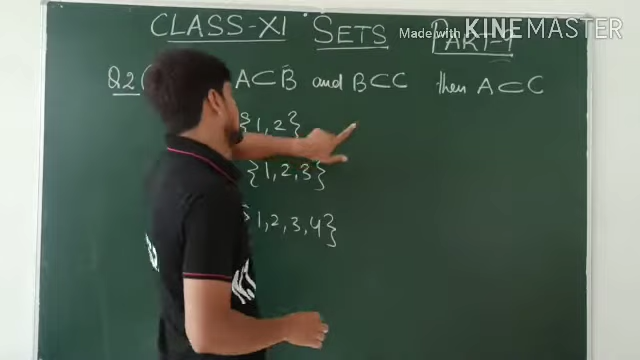 CLASS-XI SETS PART-1
Made with KINEMASTER
Q2( A⊂B and B⊂C then A⊂C
{1,2}
{1,2,3}
{1,2,3,4}